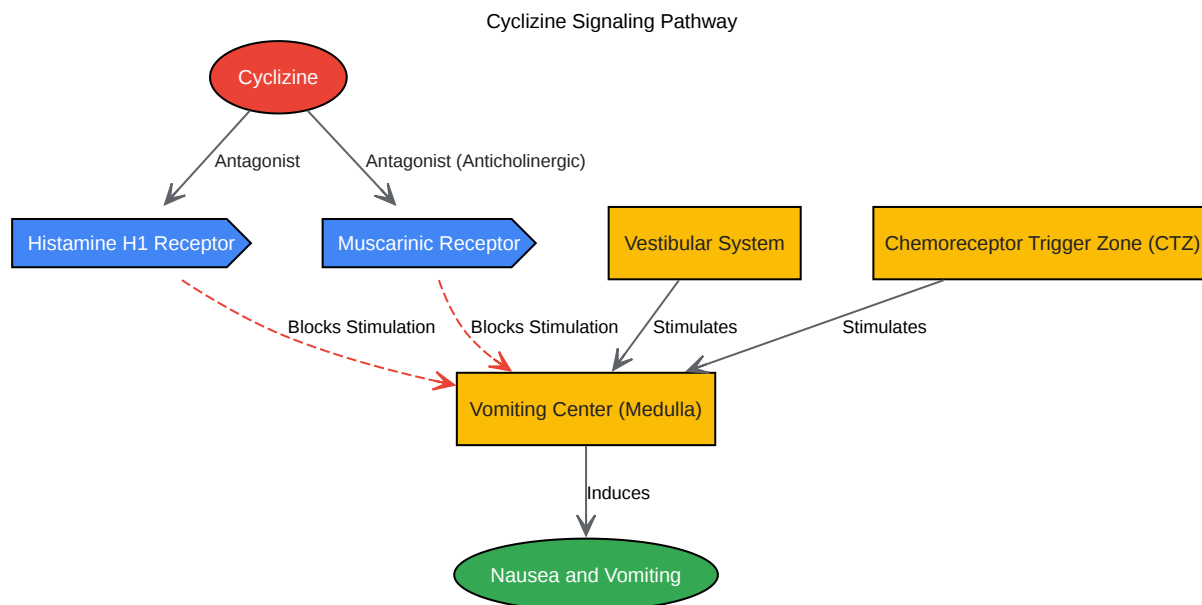 Cyclizine Signaling Pathway
Cyclizine
Antagonist
Antagonist (Anticholinergic)
Histamine H1 Receptor
Muscarinic Receptor
Vestibular System
Chemoreceptor Trigger Zone (CTZ)
Blocks Stimulation
Blocks Stimulation
Stimulates
Stimulates
Vomiting Center (Medulla)
Induces
Nausea and Vomiting